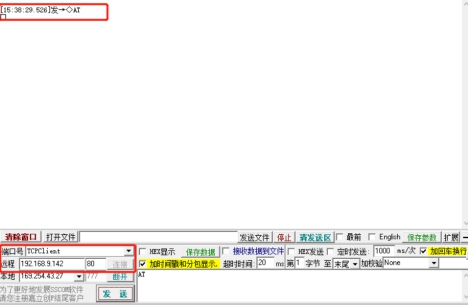 [15:38:29.526]发→◇AT
□
清除窗口 打开文件 发送文件 停止 清发送区 最前 English 保存参数 扩展 —
端口号 TCPClient HEX显示 保存数据 接收数据到文件 HEX发送 定时发送: 1000 ms/次 加回车换行
远程 192.168.9.142 80 连接 加时间戳和分包显示, 超时时间: 20 ms 第 1 字节 至 末尾 加校验 None
本地 169.254.43.27 777 断开 AT
为了更好地发展SSCOM软件
请您注册嘉立创F结尾客户 发 送